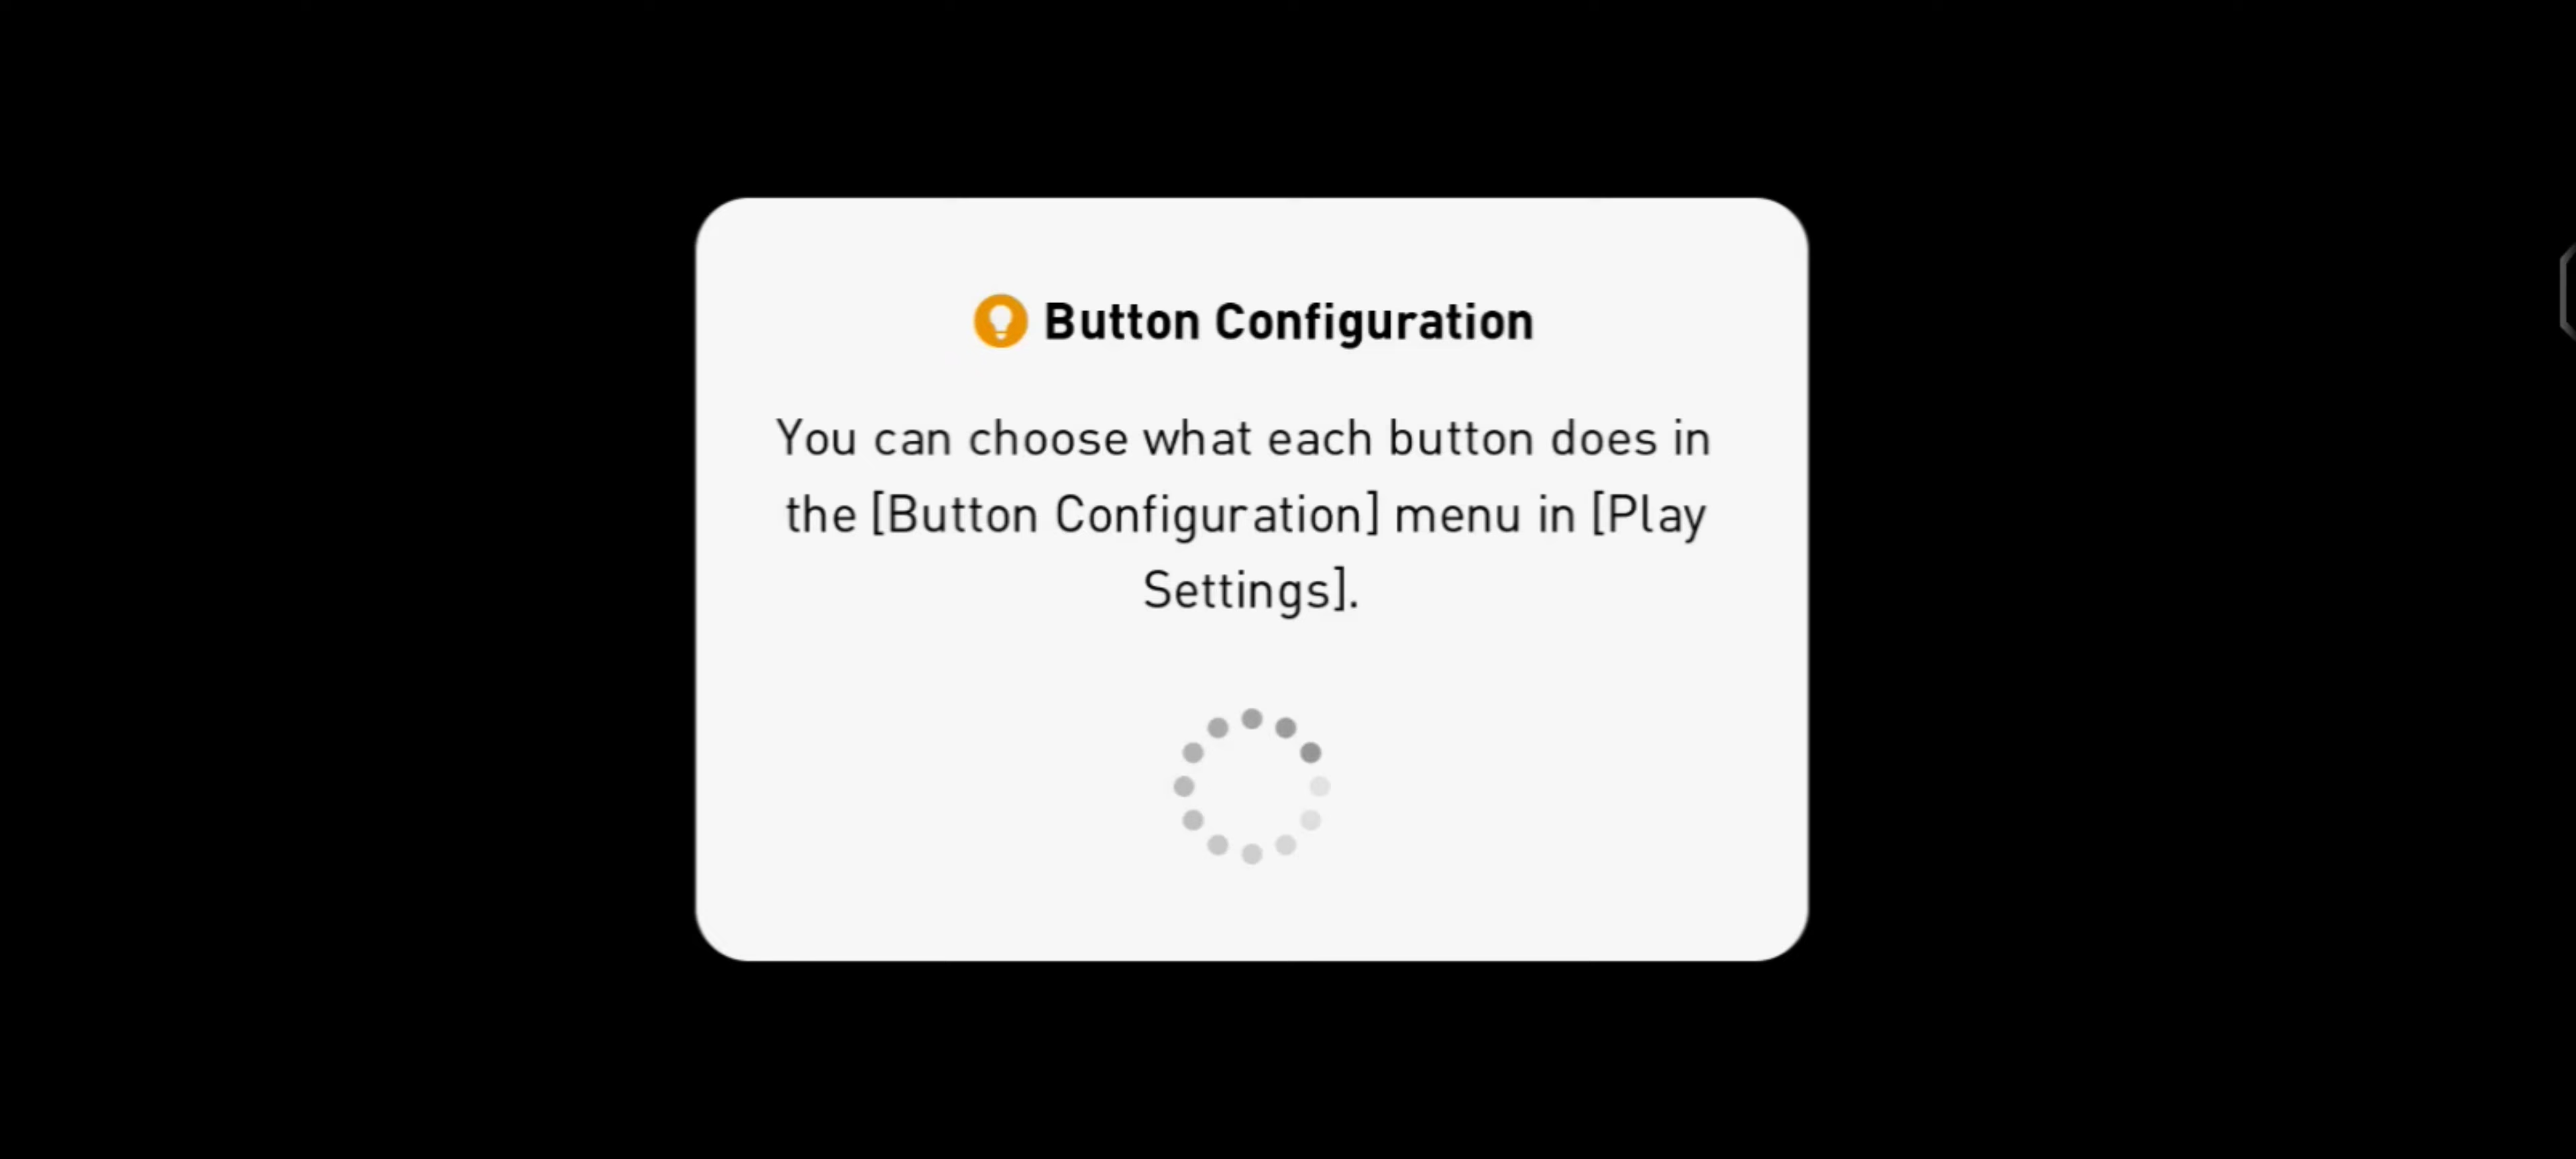 Button Configuration
You can choose what each button does in
the [Button Configuration] menu in [Play
Settings].